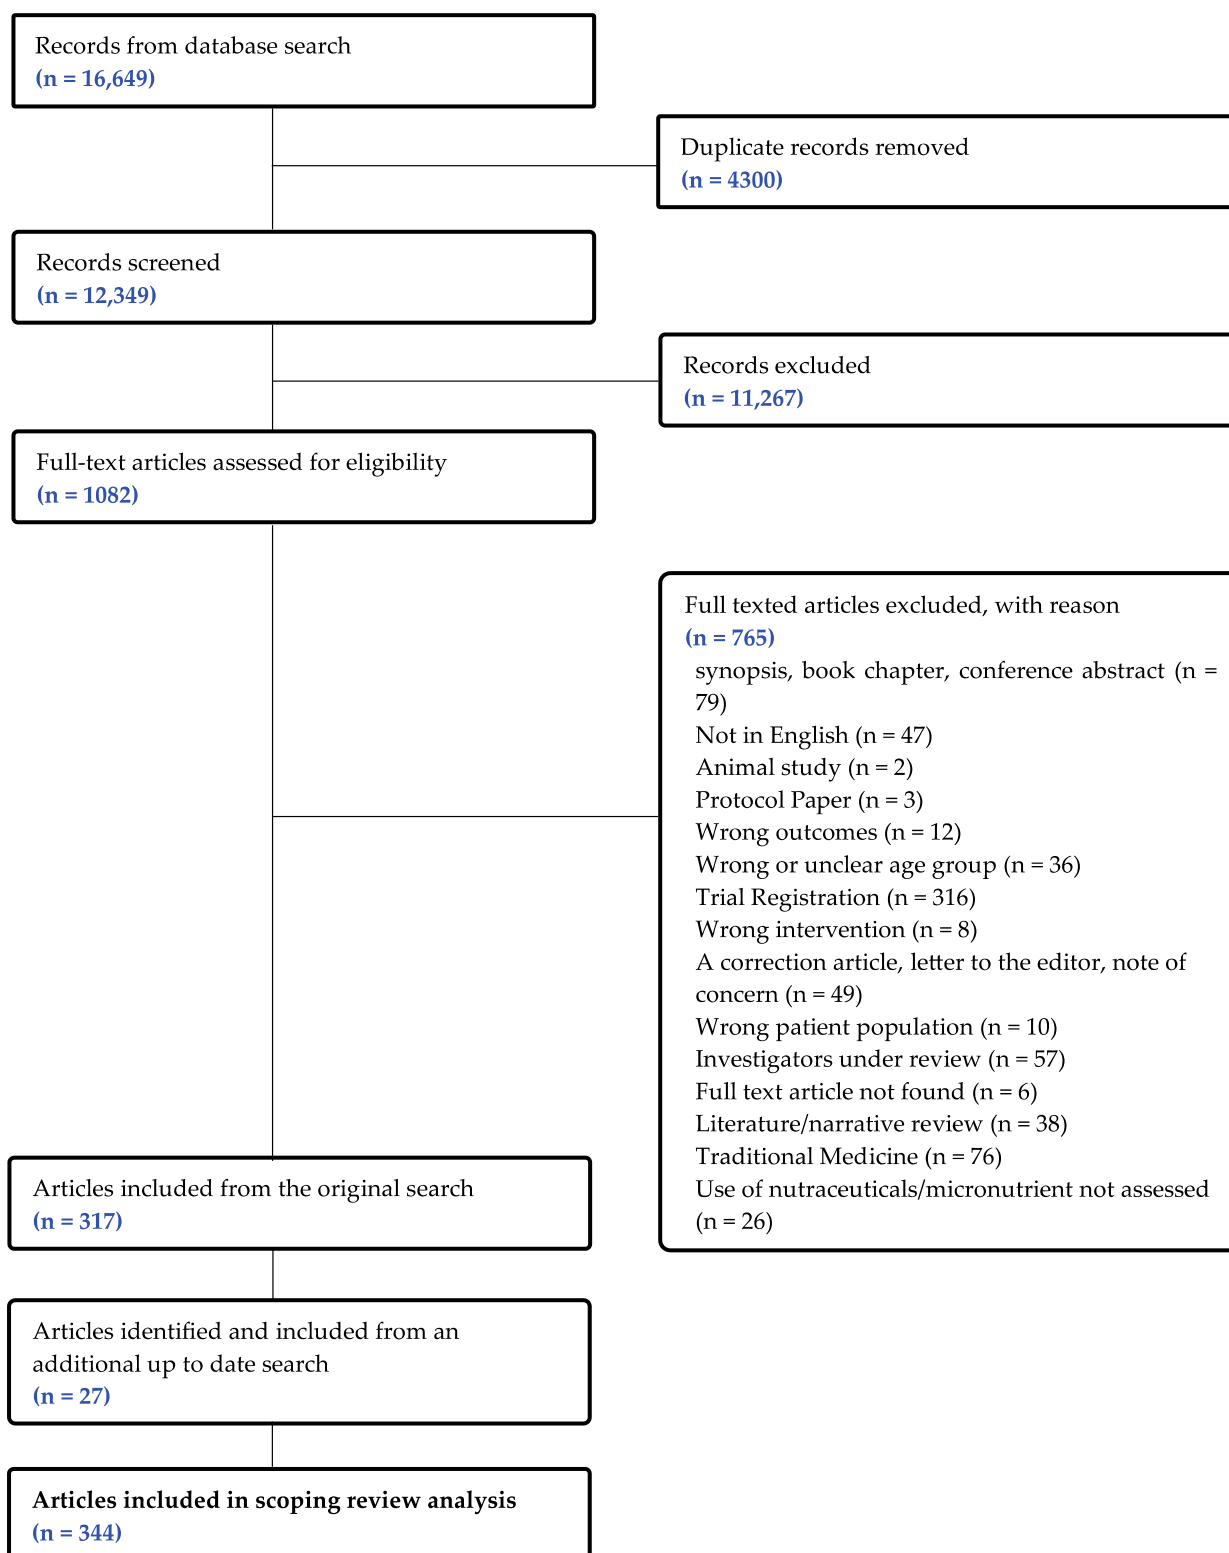 Records from database search
(n = 16,649)
Duplicate records removed
(n = 4300)
Records screened
(n = 12,349)
Records excluded
(n = 11,267)
Full-text articles assessed for eligibility
(n = 1082)
Full texted articles excluded, with reason
(n = 765)
synopsis, book chapter, conference abstract (n =
79)
Not in English (n = 47)
Animal study (n = 2)
Protocol Paper (n = 3)
Wrong outcomes (n = 12)
Wrong or unclear age group (n = 36)
Trial Registration (n = 316)
Wrong intervention (n = 8)
A correction article, letter to the editor, note of
concern (n = 49)
Wrong patient population (n = 10)
Investigators under review (n = 57)
Full text article not found (n = 6)
Literature/narrative review (n = 38)
Traditional Medicine (n = 76)
Use of nutraceuticals/micronutrient not assessed
(n = 26)
Articles included from the original search
(n = 317)
Articles identified and included from an
additional up to date search
(n = 27)
Articles included in scoping review analysis
(n = 344)